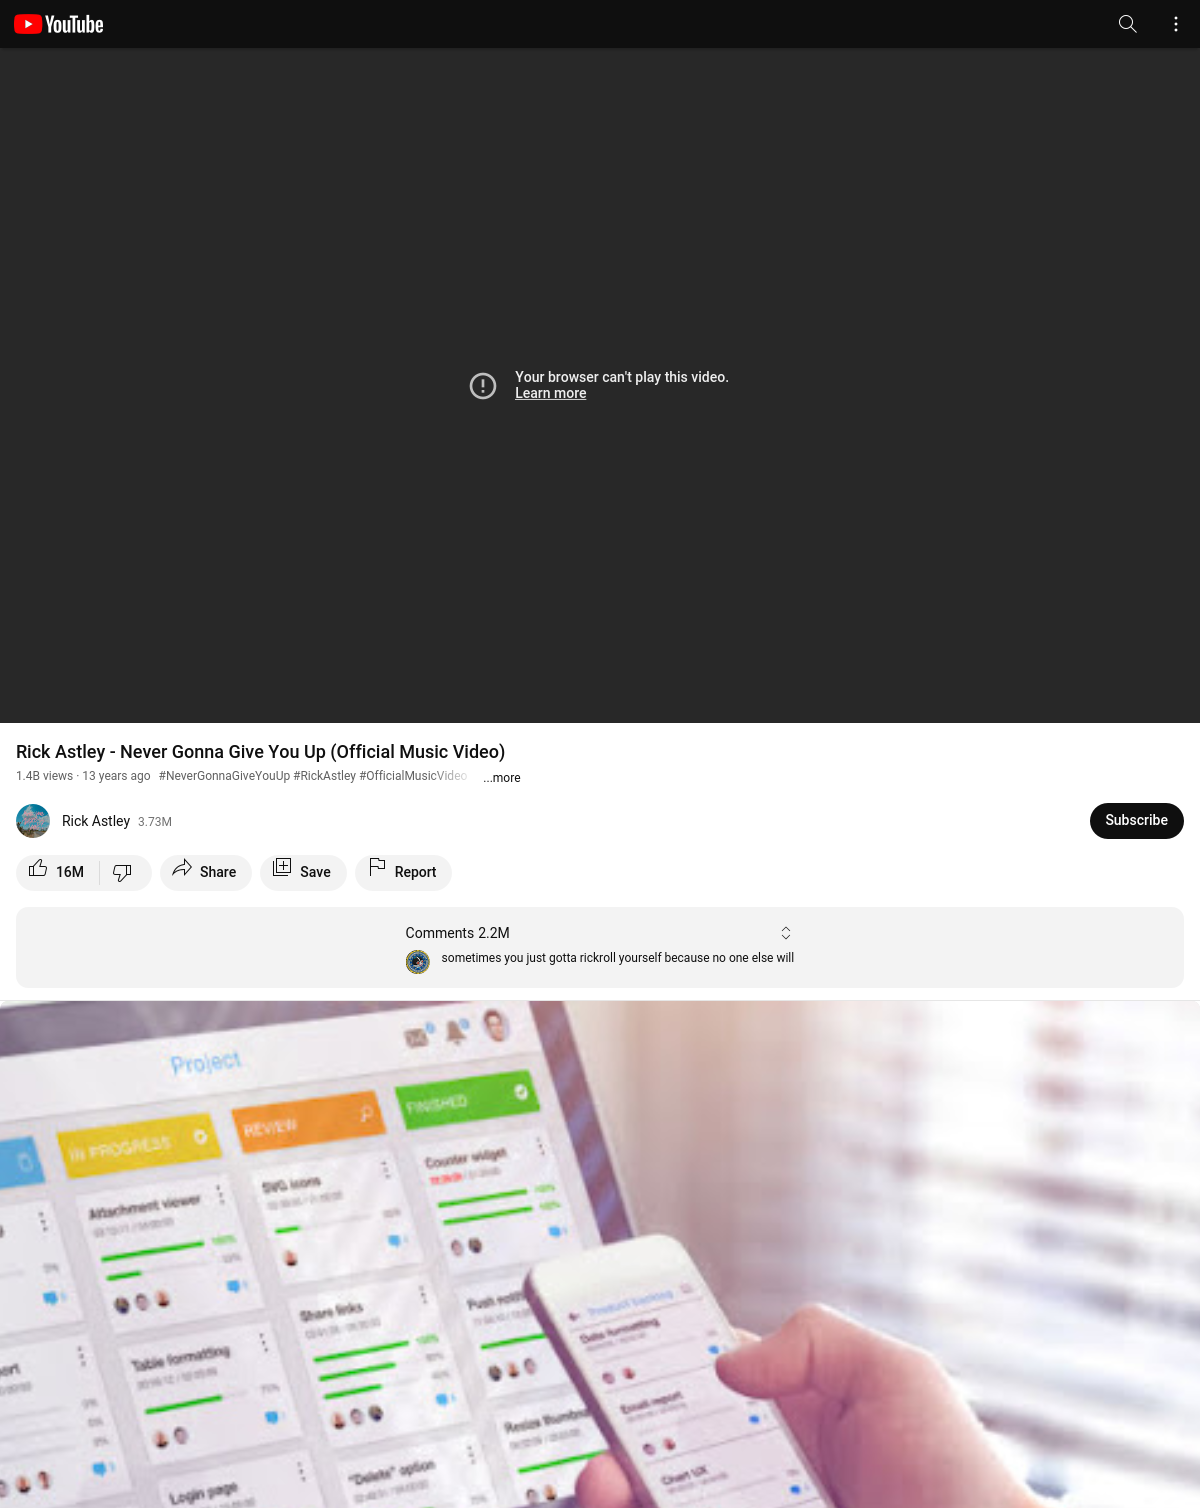 YouTube
Your browser can't play this video.
Learn more
Rick Astley - Never Gonna Give You Up (Official Music Video)
1.4B views · 13 years ago #NeverGonnaGiveYouUp #RickAstley #OfficialMusicVideo ...more
Rick Astley 3.73M
Subscribe
16M
Share
Save
Report
Comments 2.2M
sometimes you just gotta rickroll yourself because no one else will
Project
IN PROGRESS
REVIEW
FINISHED
Attachment viewer
SVG icons
Counter widget
Table formatting
Share links
Push
Login page
"Delete" option
Resize
Product backlog
Date formatting
Email report
Chart UX